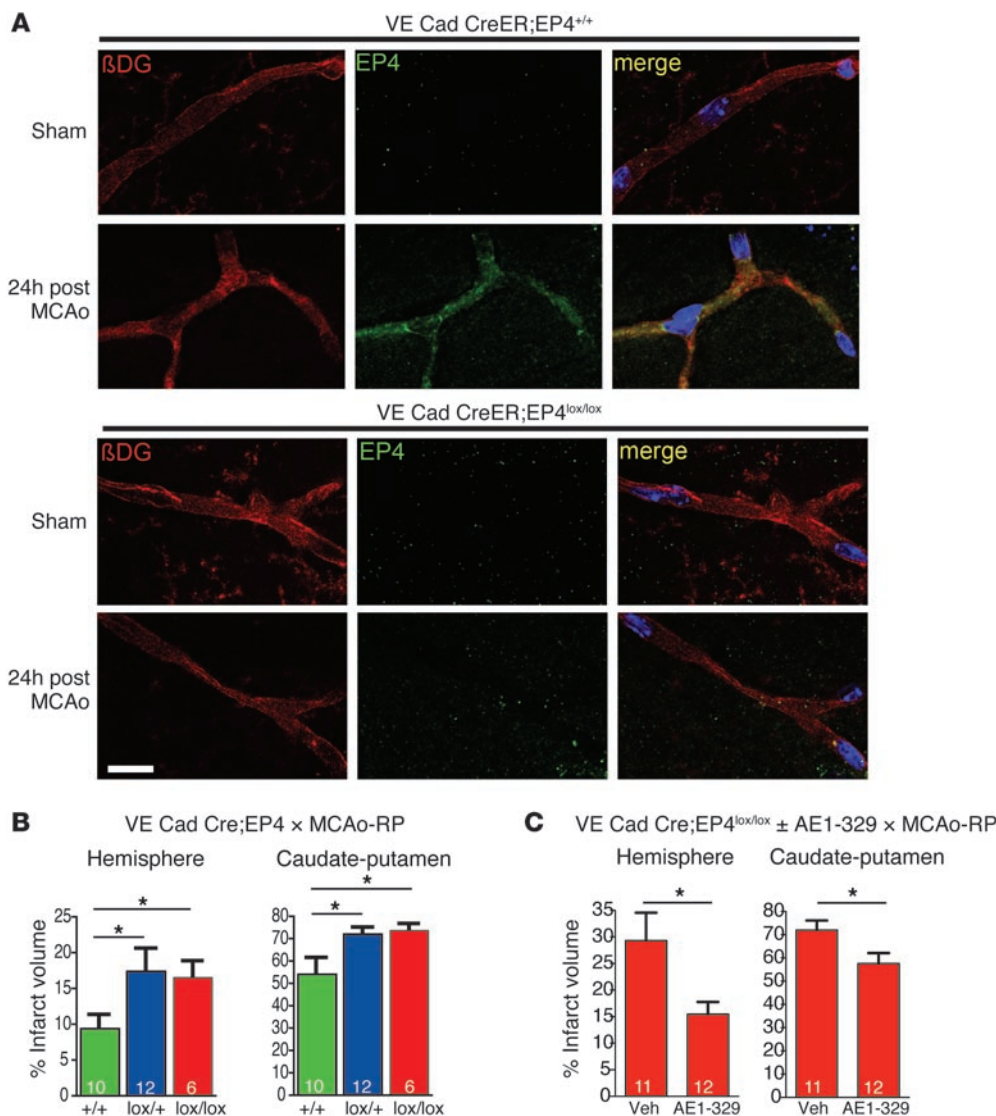 A
VE Cad CreER;EP4+/+
ßDG
EP4
merge
Sham
24h post
MCAo
VE Cad CreER;EP4lox/lox
ßDG
EP4
merge
Sham
24h post
MCAo
B
VE Cad Cre;EP4 × MCAo-RP
Hemisphere
Caudate-putamen
% Infarct volume
25
20
15
10
5
0
*
*
10
12
6
+/+
lox/+
lox/lox
80
70
60
50
40
30
20
10
0
*
*
10
12
6
+/+
lox/+
lox/lox
C
VE Cad Cre;EP4lox/lox ± AE1-329 × MCAo-RP
Hemisphere
Caudate-putamen
% Infarct volume
35
30
25
20
15
10
5
0
*
11
12
Veh
AE1-329
80
70
60
50
40
30
20
10
0
*
11
12
Veh
AE1-329